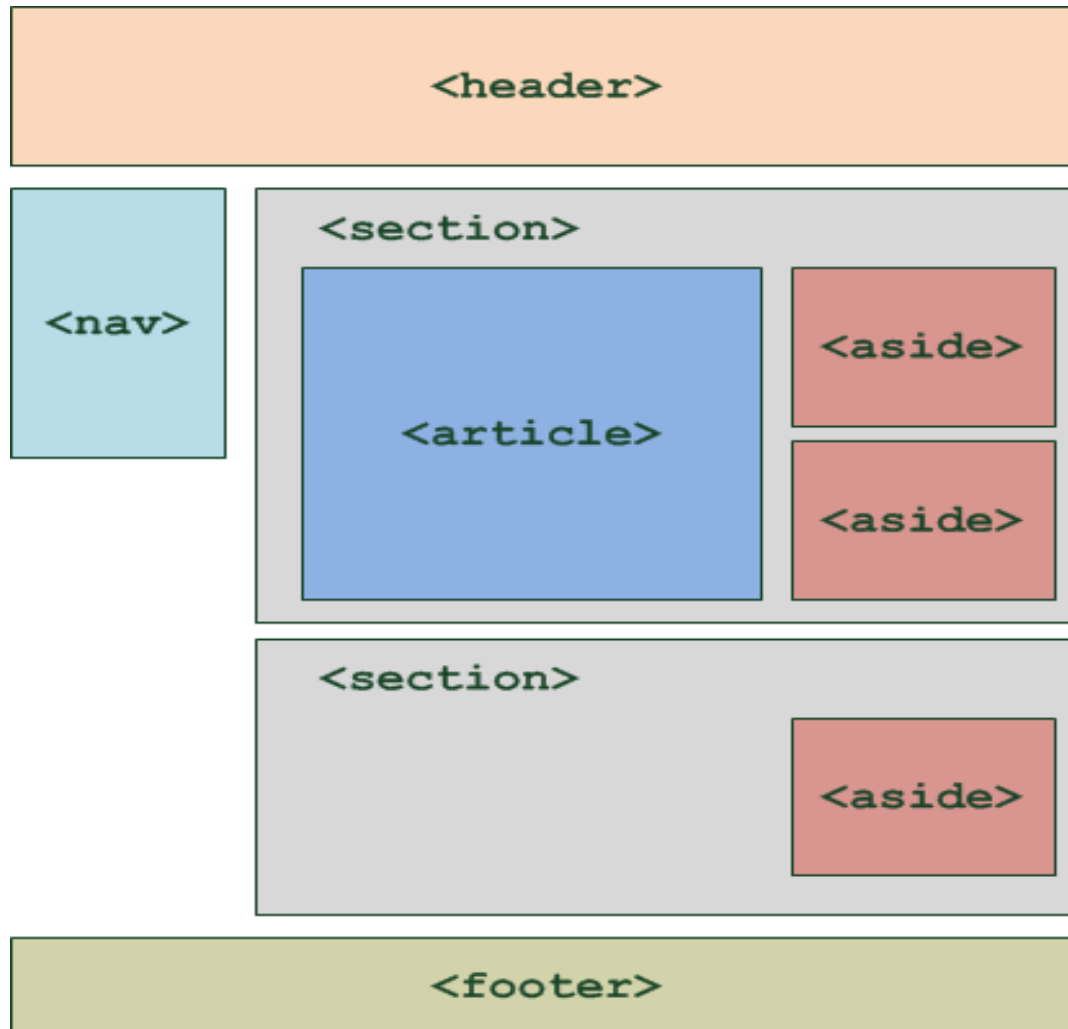 <header>
<nav>
<section>
<article>
<aside>
<aside>
<section>
<aside>
<footer>